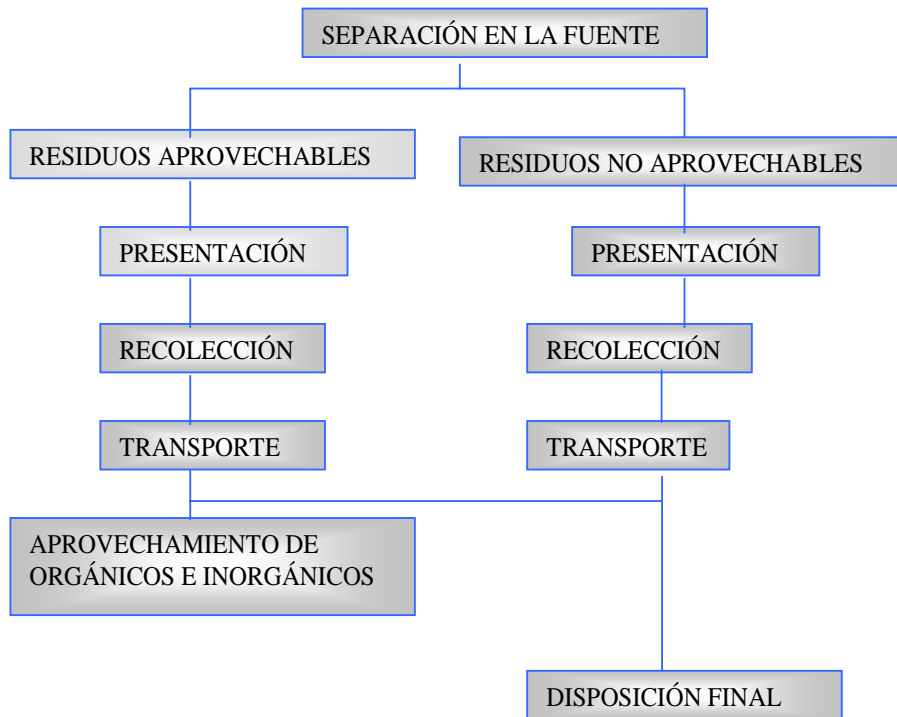 SEPARACIÓN EN LA FUENTE
RESIDUOS APROVECHABLES
RESIDUOS NO APROVECHABLES
PRESENTACIÓN
PRESENTACIÓN
RECOLECCIÓN
RECOLECCIÓN
TRANSPORTE
TRANSPORTE
APROVECHAMIENTO DE
ORGÁNICOS E INORGÁNICOS
DISPOSICIÓN FINAL